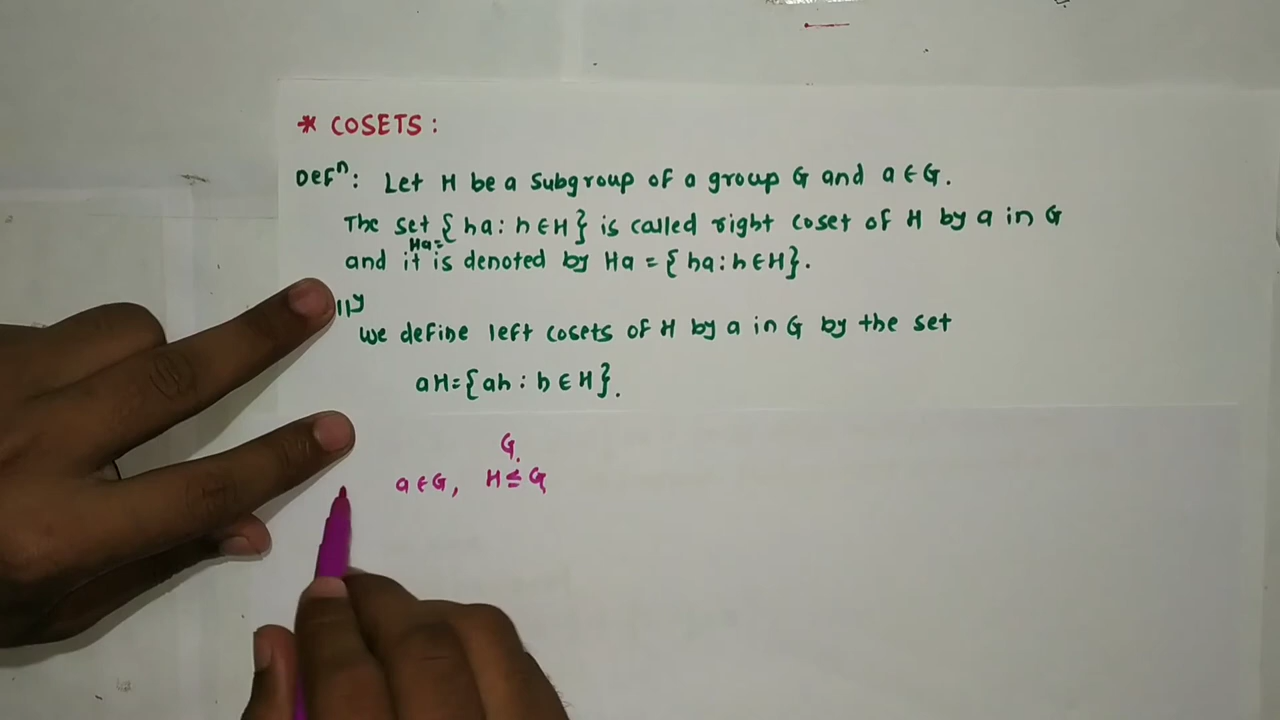 * COSETS:
Defⁿ: Let H be a Subgroup of a group G and a∈G.
The set {ha: h∈H} is called right coset of H by a in G
Ha=
and it is denoted by Ha = {ha: h∈H}.
|||ly
We define left cosets of H by a in G by the set
aH={ah: h∈H}.
G.
a∈G, H≤G